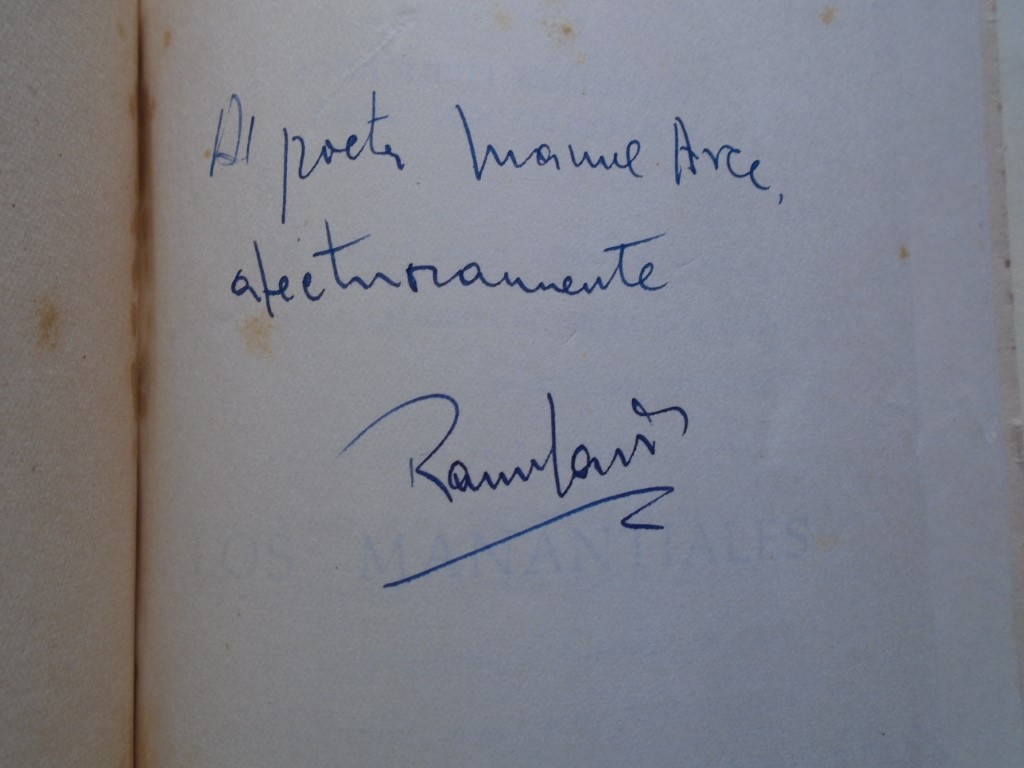 Al poeta Manuel Arce,
afectuosamente
LOS MANANTIALES